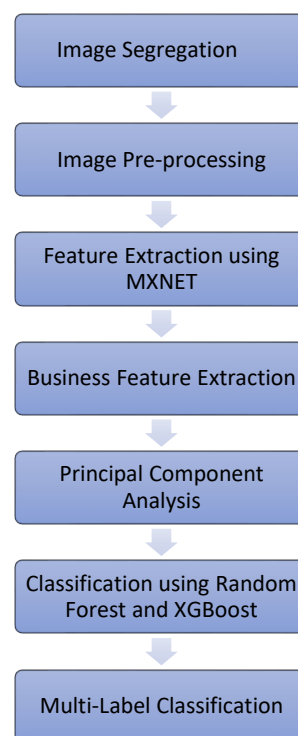 Image Segregation
Image Pre-processing
Feature Extraction using
MXNET
Business Feature Extraction
Principal Component
Analysis
Classification using Random
Forest and XGBoost
Multi-Label Classification